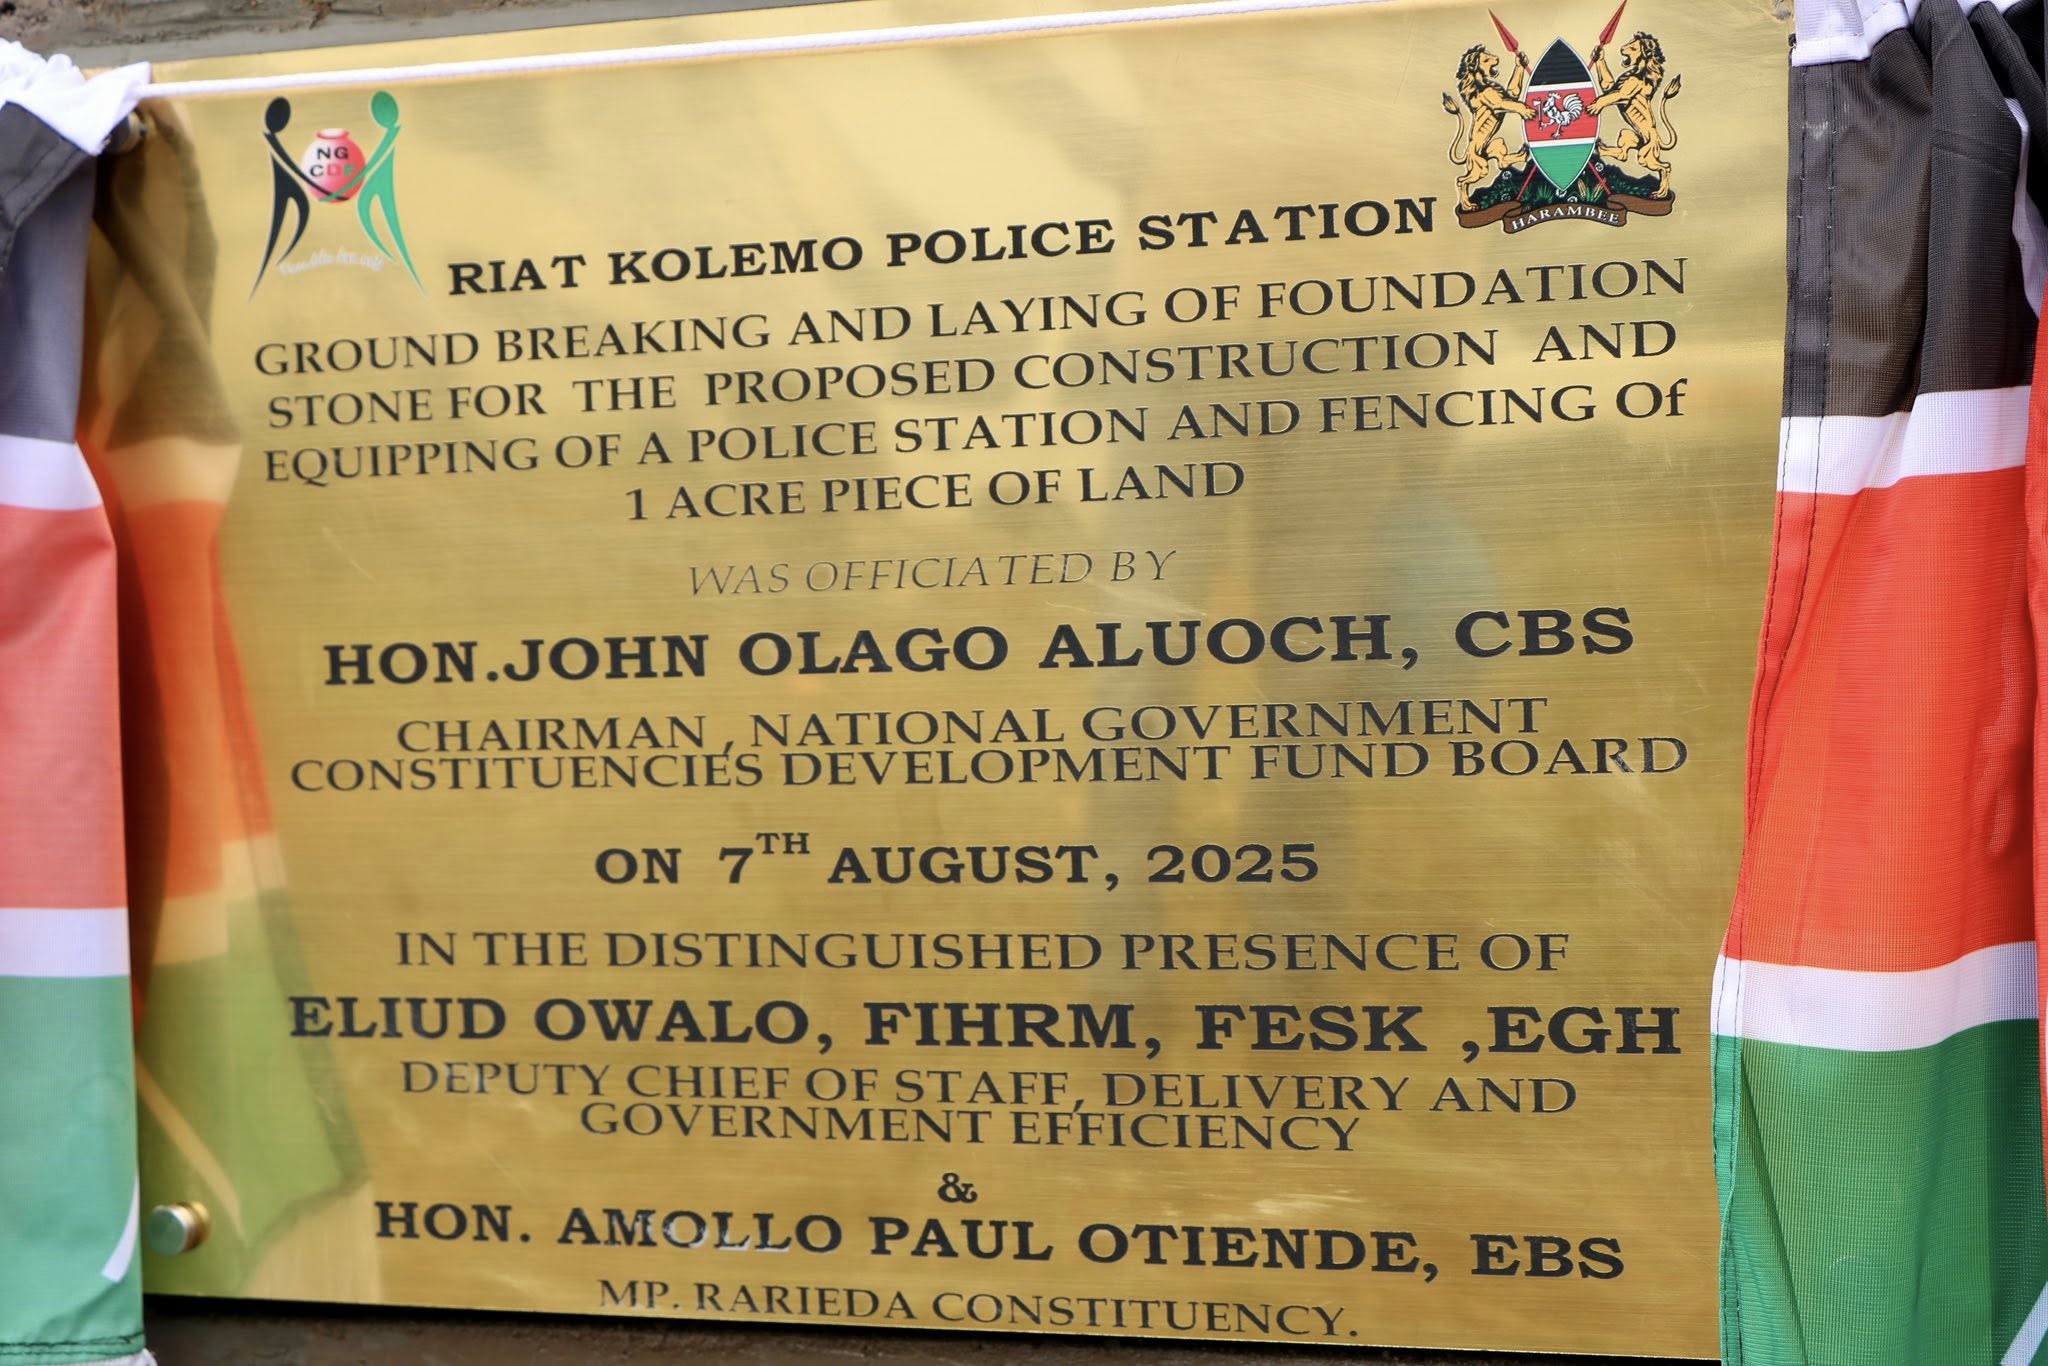 NG
CDF
HARAMBEE
RIAT KOLEMO POLICE STATION
GROUND BREAKING AND LAYING OF FOUNDATION
STONE FOR THE PROPOSED CONSTRUCTION AND
EQUIPPING OF A POLICE STATION AND FENCING Of
1 ACRE PIECE OF LAND
WAS OFFICIATED BY
HON.JOHN OLAGO ALUOCH, CBS
CHAIRMAN , NATIONAL GOVERNMENT
CONSTITUENCIES DEVELOPMENT FUND BOARD
ON 7TH AUGUST, 2025
IN THE DISTINGUISHED PRESENCE OF
ELIUD OWALO, FIHRM, FESK ,EGH
DEPUTY CHIEF OF STAFF, DELIVERY AND
GOVERNMENT EFFICIENCY
&
HON. AMOLLO PAUL OTIENDE, EBS
MP. RARIEDA CONSTITUENCY.